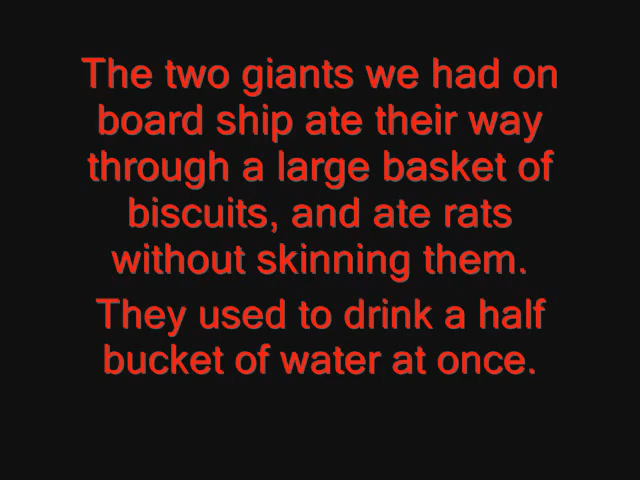 The two giants we had on
board ship ate their way
through a large basket of
biscuits, and ate rats
without skinning them.
They used to drink a half
bucket of water at once.